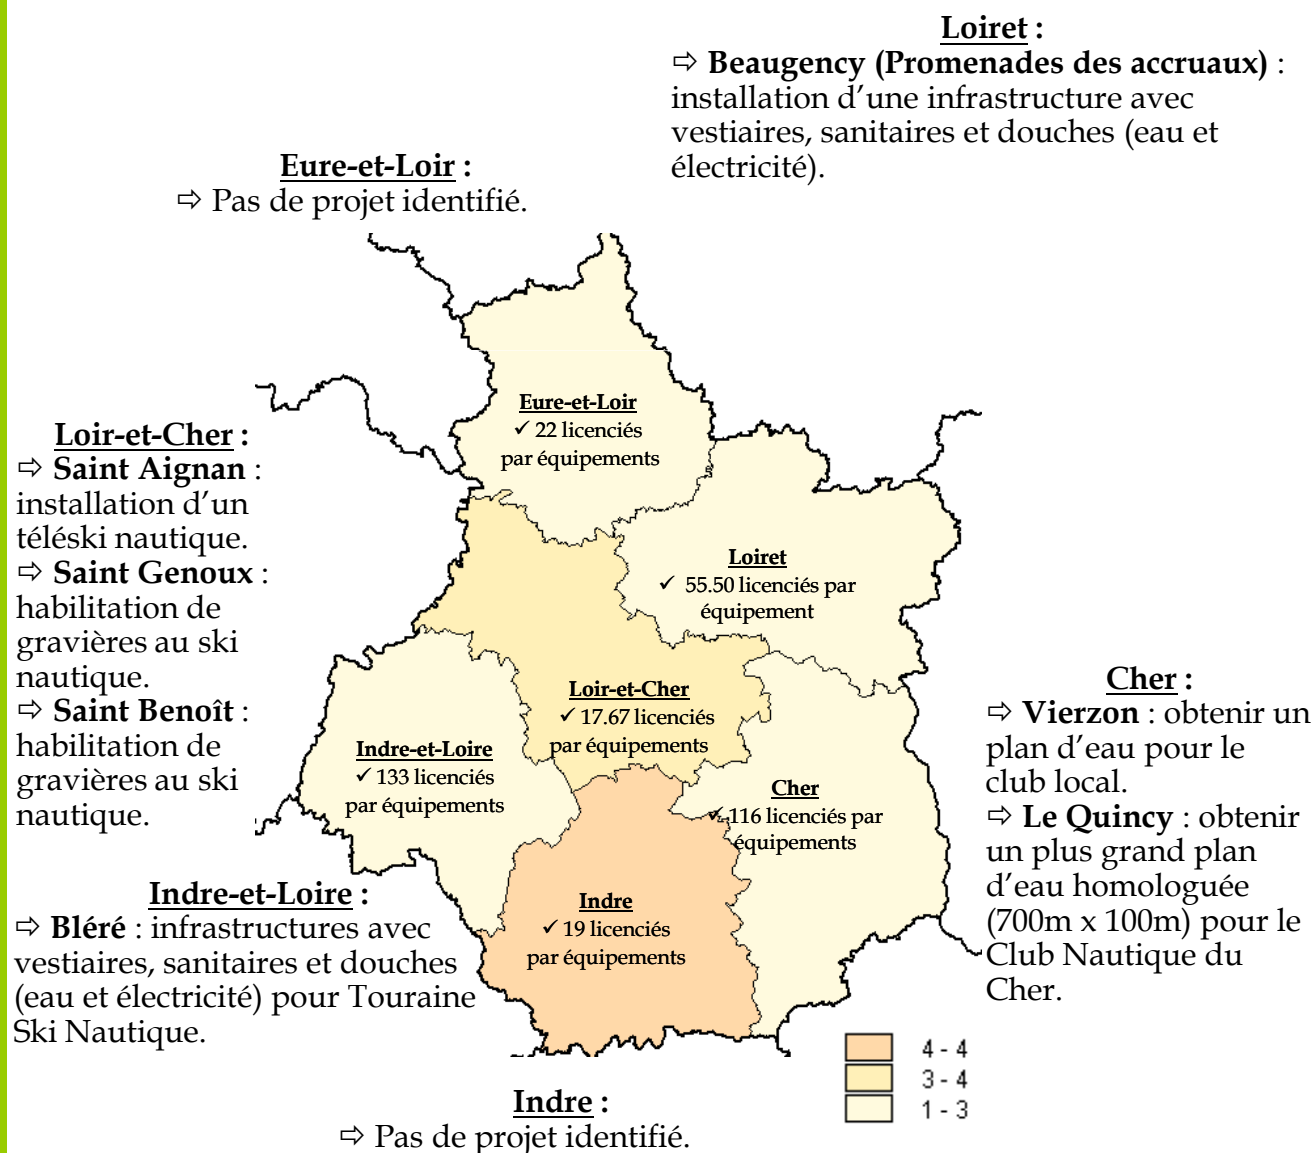 Loiret :
⇨ Beaugency (Promenades des accruaux) :
installation d’une infrastructure avec
vestiaires, sanitaires et douches (eau et
électricité).
Eure-et-Loir :
⇨ Pas de projet identifié.
Eure-et-Loir
✓ 22 licenciés
par équipements
Loir-et-Cher :
⇨ Saint Aignan :
installation d’un
téléski nautique.
⇨ Saint Genoux :
habilitation de
gravières au ski
nautique.
⇨ Saint Benoît :
habilitation de
gravières au ski
nautique.
Loiret
✓ 55.50 licenciés par
équipement
Loir-et-Cher
✓ 17.67 licenciés
par équipements
Indre-et-Loire
✓ 133 licenciés
par équipements
Cher
✓ 116 licenciés par
équipements
Indre
✓ 19 licenciés
par équipements
Cher :
⇨ Vierzon : obtenir un
plan d’eau pour le
club local.
⇨ Le Quincy : obtenir
un plus grand plan
d’eau homologuée
(700m x 100m) pour le
Club Nautique du
Cher.
Indre-et-Loire :
⇨ Bléré : infrastructures avec
vestiaires, sanitaires et douches
(eau et électricité) pour Touraine
Ski Nautique.
4 - 4
3 - 4
1 - 3
Indre :
⇨ Pas de projet identifié.